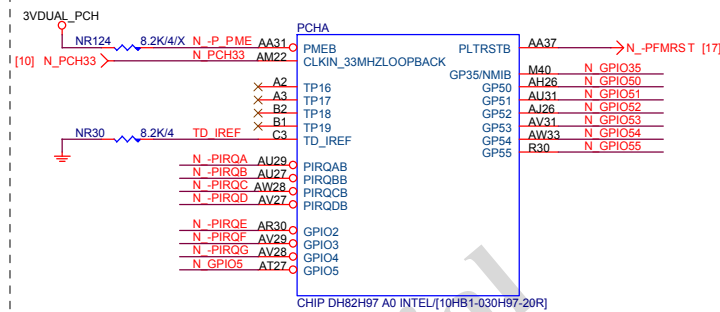 3VDUAL_PCH
PCHA
NR124 8.2K/4/X N_-P_PME AA31 PMEB PLTRSTB AA37 N_-PFMRST [17]
[10] N_PCH33 N_PCH33 AM22 CLKIN_33MHZLOOPBACK
GP35/NMIB M40 N_GPIO35
A2 TP16 GP50 AH26 N_GPIO50
A3 TP17 GP51 AU31 N_GPIO51
B2 TP18 GP52 AJ26 N_GPIO52
B1 TP19 GP53 AV31 N_GPIO53
NR30 8.2K/4 TD_IREF C3 TD_IREF GP54 AW33 N_GPIO54
GP55 R30 N_GPIO55
N_-PIRQA AU29 PIRQAB
N_-PIRQB AU27 PIRQBB
N_-PIRQC AW28 PIRQCB
N_-PIRQD AV27 PIRQDB
N_-PIRQE AR30 GPIO2
N_-PIRQF AV29 GPIO3
N_-PIRQG AV28 GPIO4
N_GPIO5 AT27 GPIO5
CHIP DH82H97 A0 INTEL/[10HB1-030H97-20R]